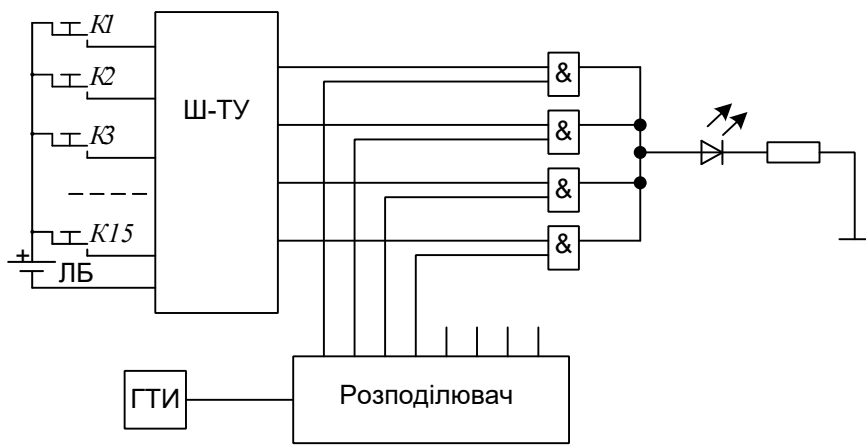 К1
К2
К3
К15
+
ЛБ
Ш-ТУ
&
&
&
&
ГТИ
Розподілювач